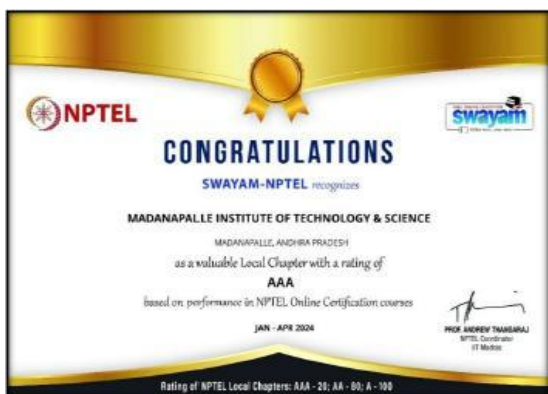 NPTEL
swayam
CONGRATULATIONS
SWAYAM-NPTEL recognizes
MADANAPALLE INSTITUTE OF TECHNOLOGY & SCIENCE
MADANAPALLE, ANDHRA PRADESH
as a valuable Local Chapter with a rating of
AAA
based on performance in NPTEL Online Certification courses
JAN - APR 2024
PROF. ANDREW THANGARAJ
NPTEL Coordinator
IIT Madras
Rating of NPTEL Local Chapters: AAA - 20; AA - 80; A - 100